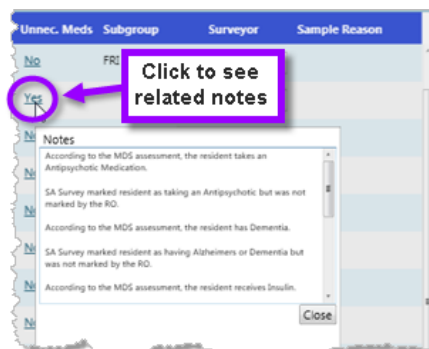 Unnec. Meds Subgroup Surveyor Sample Reason
No FRI
Click to see
related notes
Yes
Notes
According to the MDS assessment, the resident takes an
Antipsychotic Medication.
SA Survey marked resident as taking an Antipsychotic but was not
marked by the RO.
According to the MDS assessment, the resident has Dementia.
SA Survey marked resident as having Alzheimers or Dementia but
was not marked by the RO.
According to the MDS assessment, the resident receives Insulin.
Close